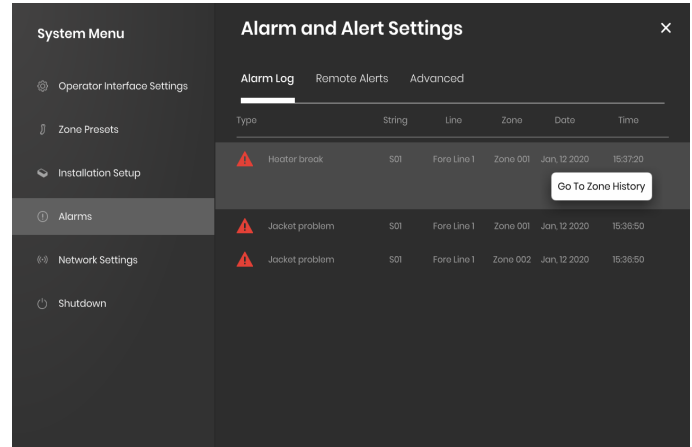 System Menu
Operator Interface Settings
Zone Presets
Installation Setup
Alarms
Network Settings
Shutdown
Alarm and Alert Settings
Alarm Log Remote Alerts Advanced
Type String Line Zone Date Time
Heater break S01 Fore Line 1 Zone 001 Jan, 12 2020 15:37:20
Go To Zone History
Jacket problem S01 Fore Line 1 Zone 001 Jan, 12 2020 15:36:50
Jacket problem S01 Fore Line 1 Zone 002 Jan, 12 2020 15:36:50